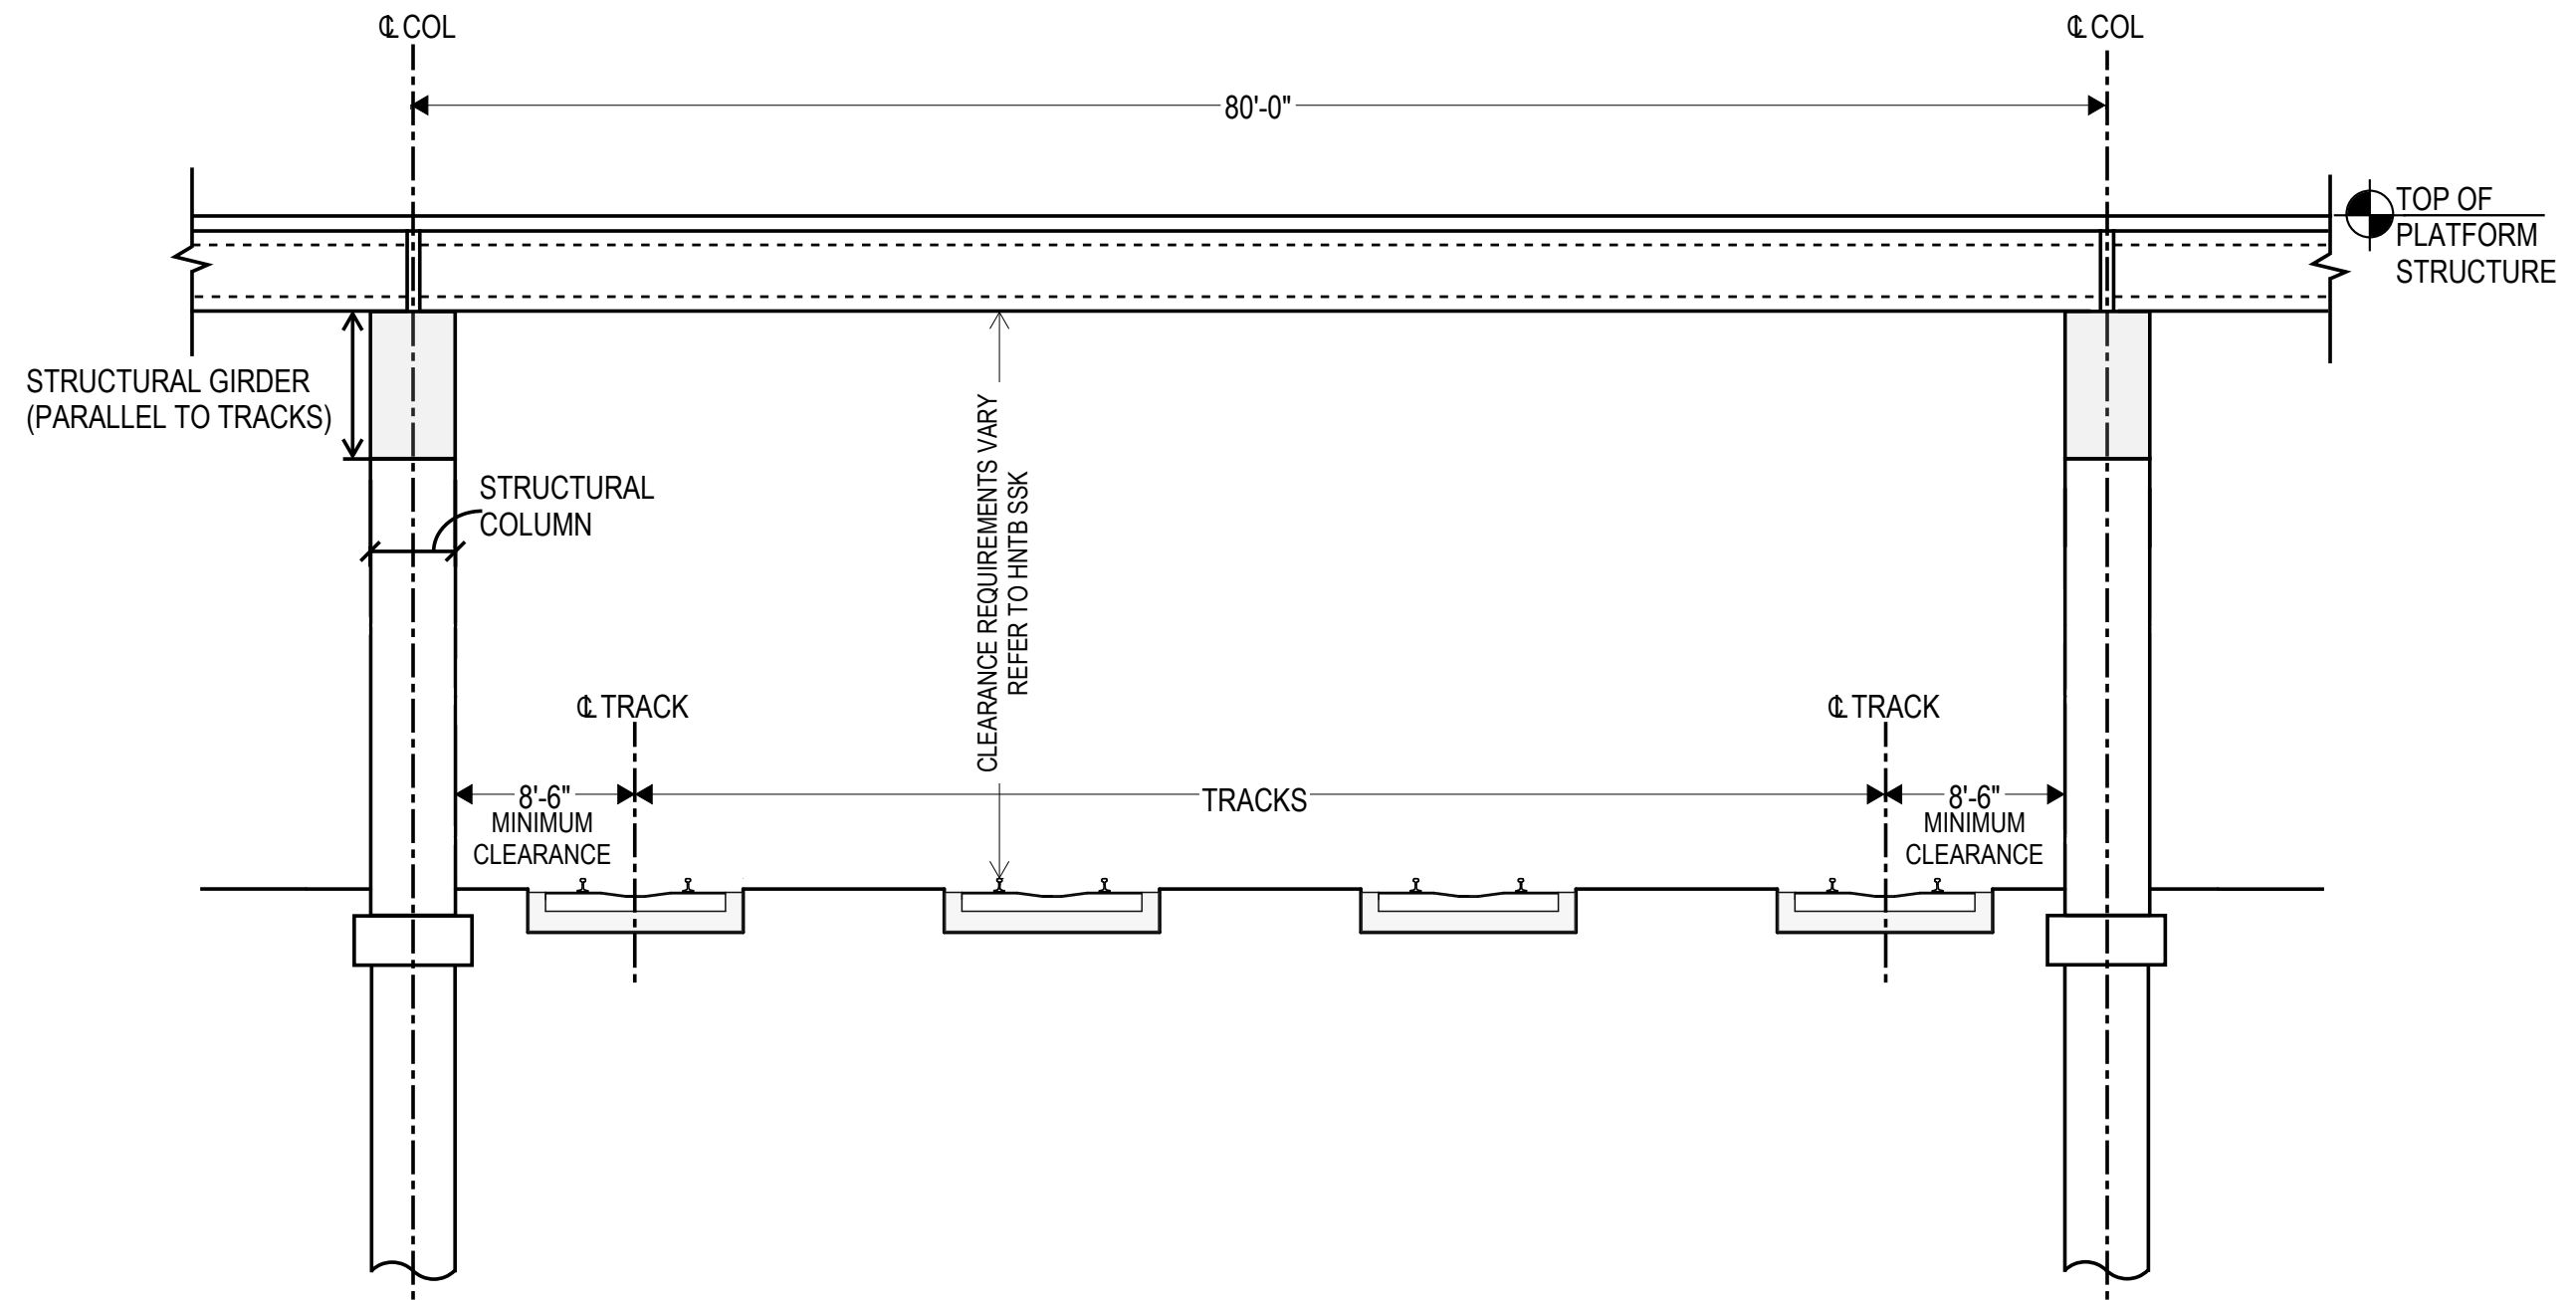 ℄ COL
℄ COL
80'-0"
TOP OF
PLATFORM
STRUCTURE
STRUCTURAL GIRDER
(PARALLEL TO TRACKS)
STRUCTURAL
COLUMN
CLEARANCE REQUIREMENTS VARY
REFER TO HNTB SSK
℄ TRACK
℄ TRACK
8'-6"
MINIMUM
CLEARANCE
TRACKS
8'-6"
MINIMUM
CLEARANCE